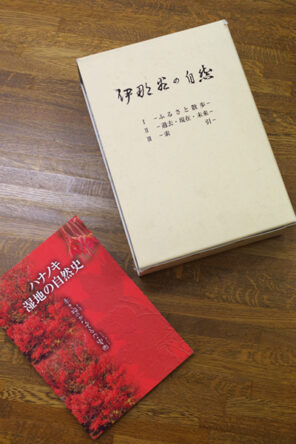 伊那谷の自然
I -ふるさと散歩-
II -過去・現在・未来-
III -索 引-
ハナノキ
湿地の自然史